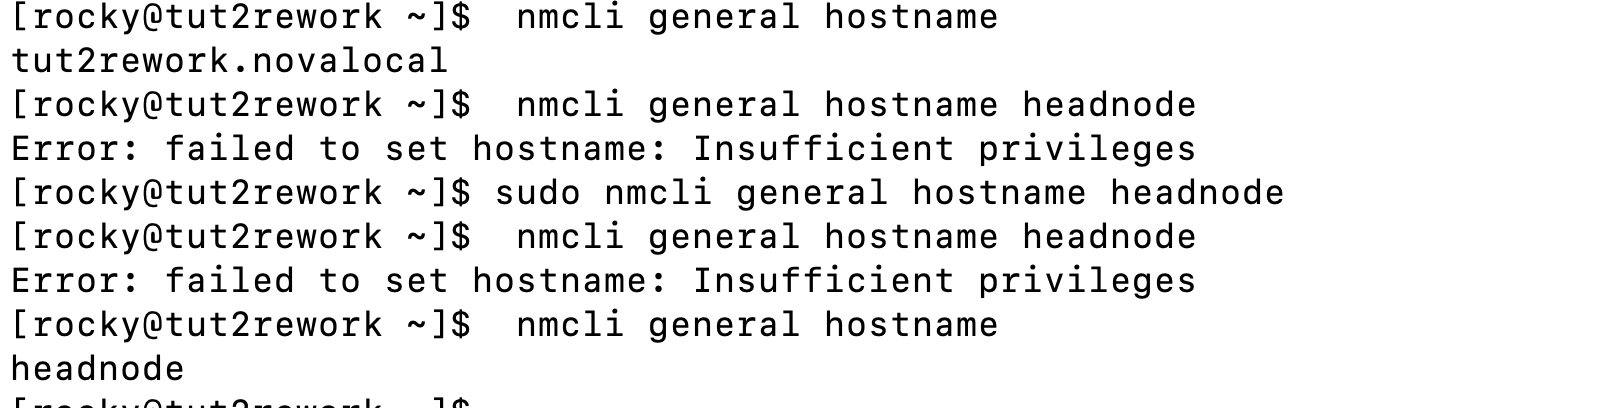 [rocky@tut2rework ~]$  nmcli general hostname
tut2rework.novalocal
[rocky@tut2rework ~]$  nmcli general hostname headnode
Error: failed to set hostname: Insufficient privileges
[rocky@tut2rework ~]$ sudo nmcli general hostname headnode
[rocky@tut2rework ~]$  nmcli general hostname headnode
Error: failed to set hostname: Insufficient privileges
[rocky@tut2rework ~]$  nmcli general hostname
headnode
[rocky@tut2rework ~]$